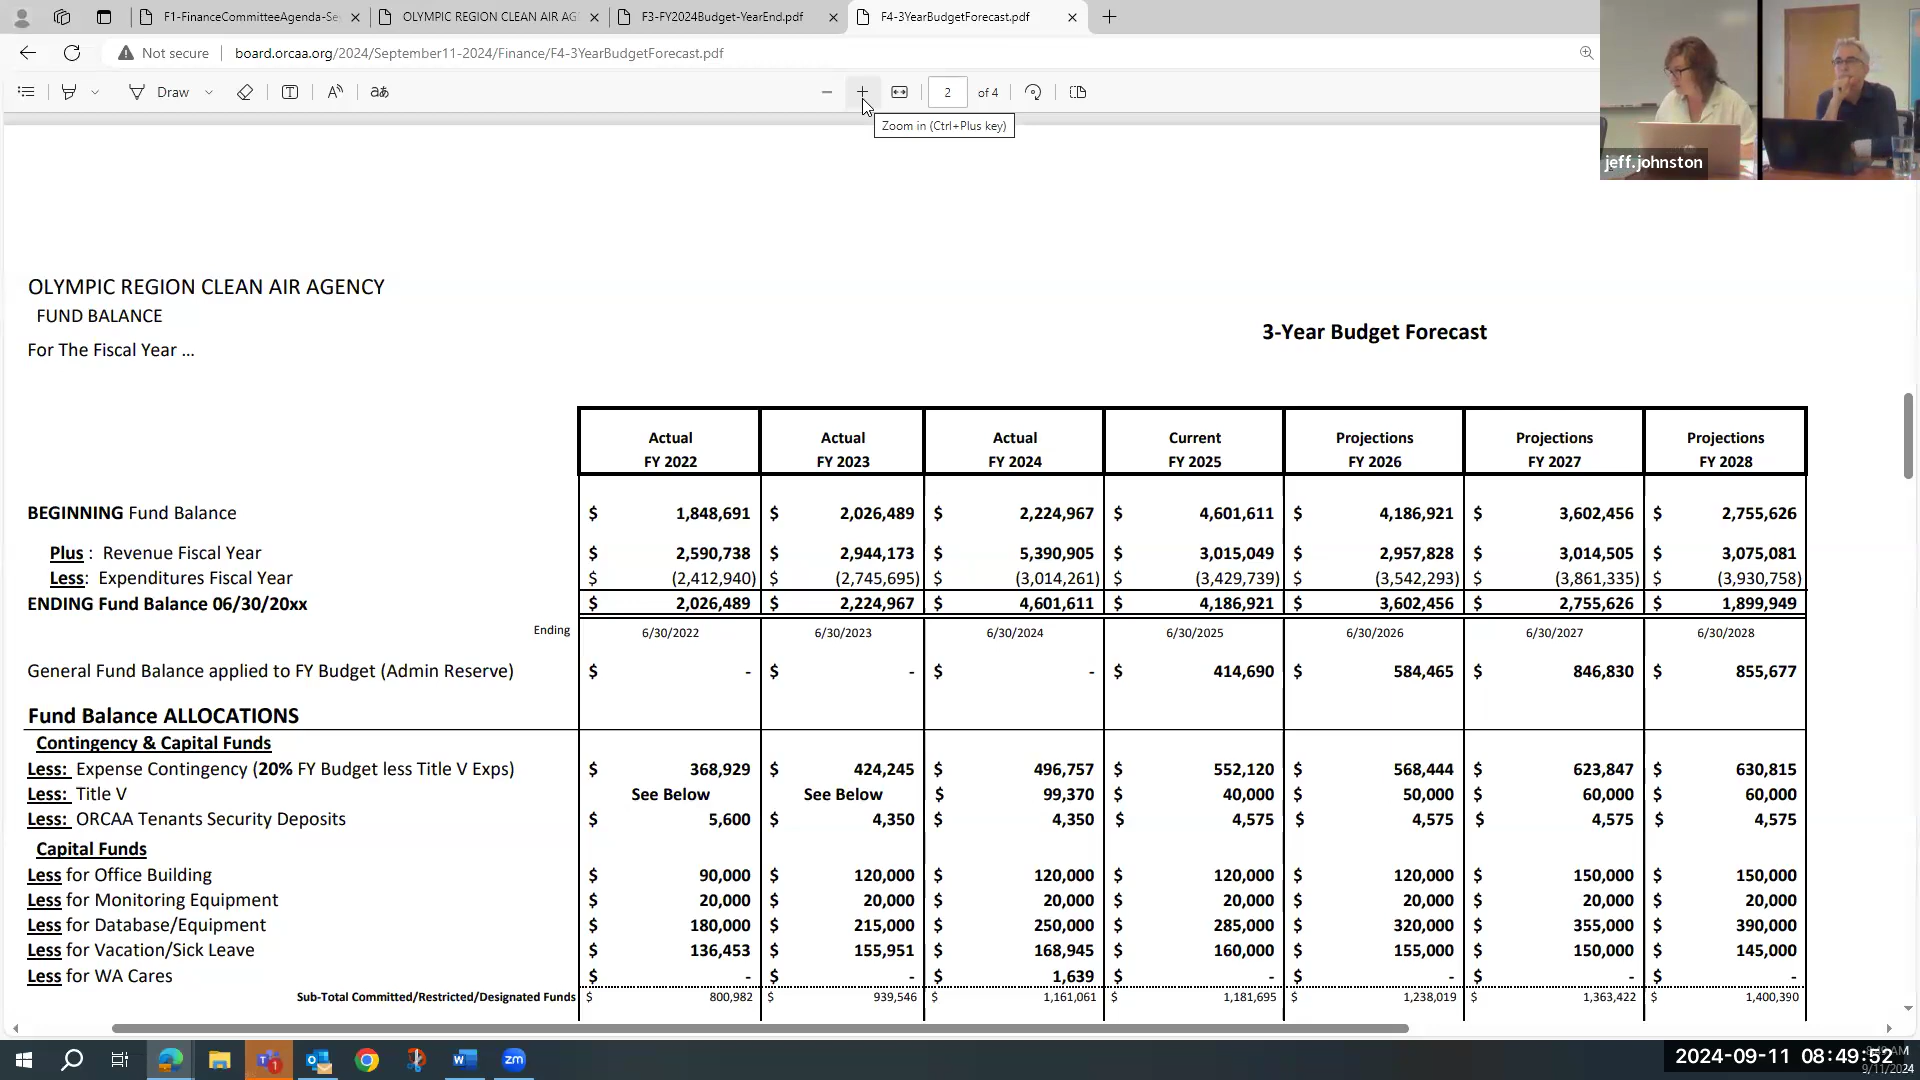 F1-FinanceCommitteeAgenda-Se
OLYMPIC REGION CLEAN AIR AG
F3-FY2024Budget-YearEnd.pdf
F4-3YearBudgetForecast.pdf
Not secure board.orcaa.org/2024/September11-2024/Finance/F4-3YearBudgetForecast.pdf
Draw 2 of 4
Zoom in (Ctrl+Plus key)
jeff.johnston
OLYMPIC REGION CLEAN AIR AGENCY
FUND BALANCE
3-Year Budget Forecast
For The Fiscal Year ...
Actual Actual Actual Current Projections Projections Projections
FY 2022 FY 2023 FY 2024 FY 2025 FY 2026 FY 2027 FY 2028
BEGINNING Fund Balance $ 1,848,691 $ 2,026,489 $ 2,224,967 $ 4,601,611 $ 4,186,921 $ 3,602,456 $ 2,755,626
Plus : Revenue Fiscal Year $ 2,590,738 $ 2,944,173 $ 5,390,905 $ 3,015,049 $ 2,957,828 $ 3,014,505 $ 3,075,081
Less: Expenditures Fiscal Year $ (2,412,940) $ (2,745,695) $ (3,014,261) $ (3,429,739) $ (3,542,293) $ (3,861,335) $ (3,930,758)
ENDING Fund Balance 06/30/20xx $ 2,026,489 $ 2,224,967 $ 4,601,611 $ 4,186,921 $ 3,602,456 $ 2,755,626 $ 1,899,949
Ending 6/30/2022 6/30/2023 6/30/2024 6/30/2025 6/30/2026 6/30/2027 6/30/2028
General Fund Balance applied to FY Budget (Admin Reserve) $ - $ - $ - $ 414,690 $ 584,465 $ 846,830 $ 855,677
Fund Balance ALLOCATIONS
Contingency & Capital Funds
Less: Expense Contingency (20% FY Budget less Title V Exps) $ 368,929 $ 424,245 $ 496,757 $ 552,120 $ 568,444 $ 623,847 $ 630,815
Less: Title V See Below See Below $ 99,370 $ 40,000 $ 50,000 $ 60,000 $ 60,000
Less: ORCAA Tenants Security Deposits $ 5,600 $ 4,350 $ 4,350 $ 4,575 $ 4,575 $ 4,575 $ 4,575
Capital Funds
Less for Office Building $ 90,000 $ 120,000 $ 120,000 $ 120,000 $ 120,000 $ 150,000 $ 150,000
Less for Monitoring Equipment $ 20,000 $ 20,000 $ 20,000 $ 20,000 $ 20,000 $ 20,000 $ 20,000
Less for Database/Equipment $ 180,000 $ 215,000 $ 250,000 $ 285,000 $ 320,000 $ 355,000 $ 390,000
Less for Vacation/Sick Leave $ 136,453 $ 155,951 $ 168,945 $ 160,000 $ 155,000 $ 150,000 $ 145,000
Less for WA Cares $ - $ - $ 1,639 $ - $ - $ - $ -
Sub-Total Committed/Restricted/Designated Funds $ 800,982 $ 939,546 $ 1,161,061 $ 1,181,695 $ 1,238,019 $ 1,363,422 $ 1,400,390
2024-09-11 08:49:52
9/11/2024